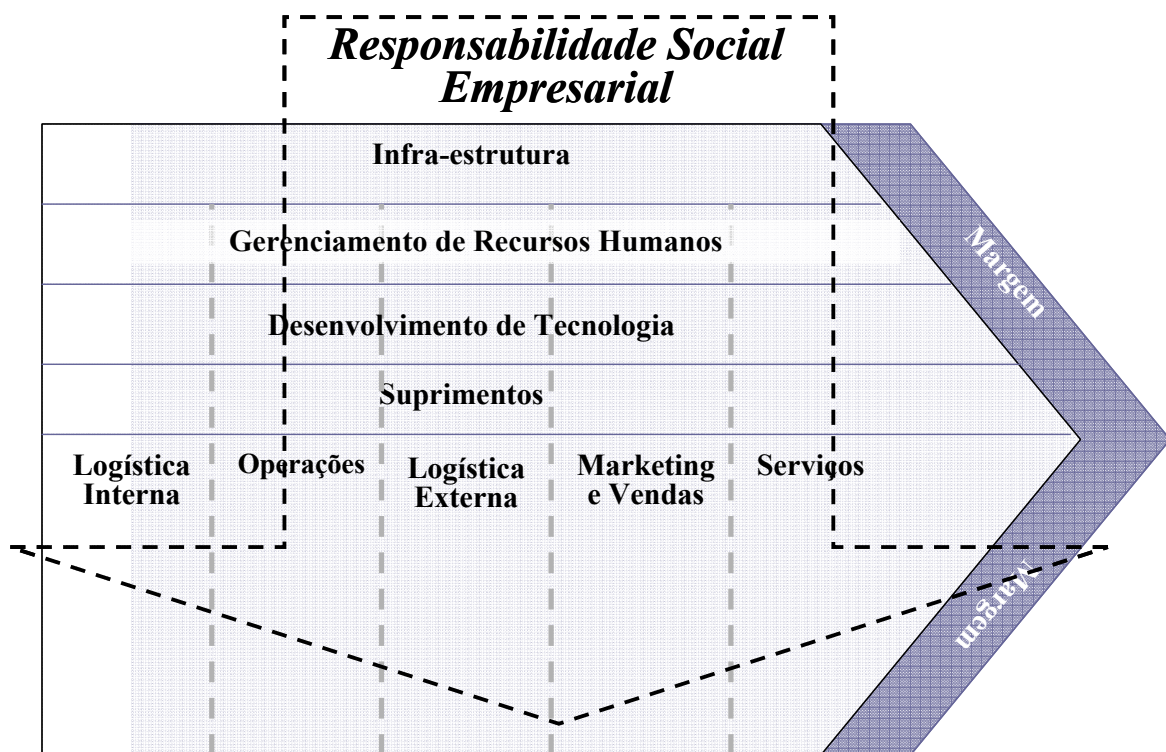 Responsabilidade Social
Empresarial
Infra-estrutura
Gerenciamento de Recursos Humanos
Desenvolvimento de Tecnologia
Suprimentos
Logística
Interna
Operações
Logística
Externa
Marketing
e Vendas
Serviços
Margem
Margem